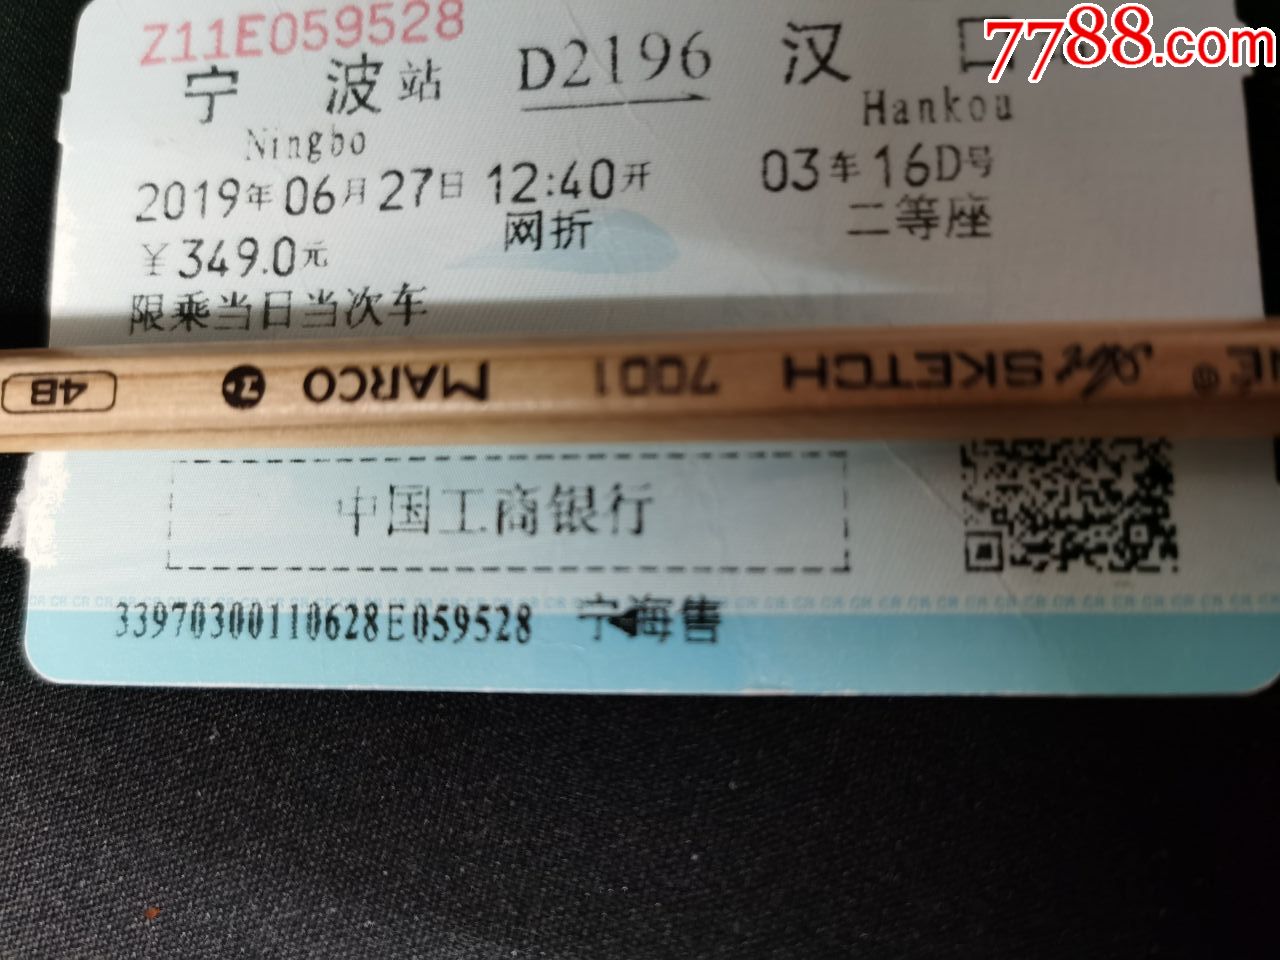 7788.com
Z11E059528
宁波站 D2196 汉口
Ningbo Hankou
2019年06月27日 12:40开 03车16D号
网折 二等座
￥349.0元
限乘当日当次车
4B MARCO 7001 SKETCH
中国工商银行
33970300110628E059528 宁海售